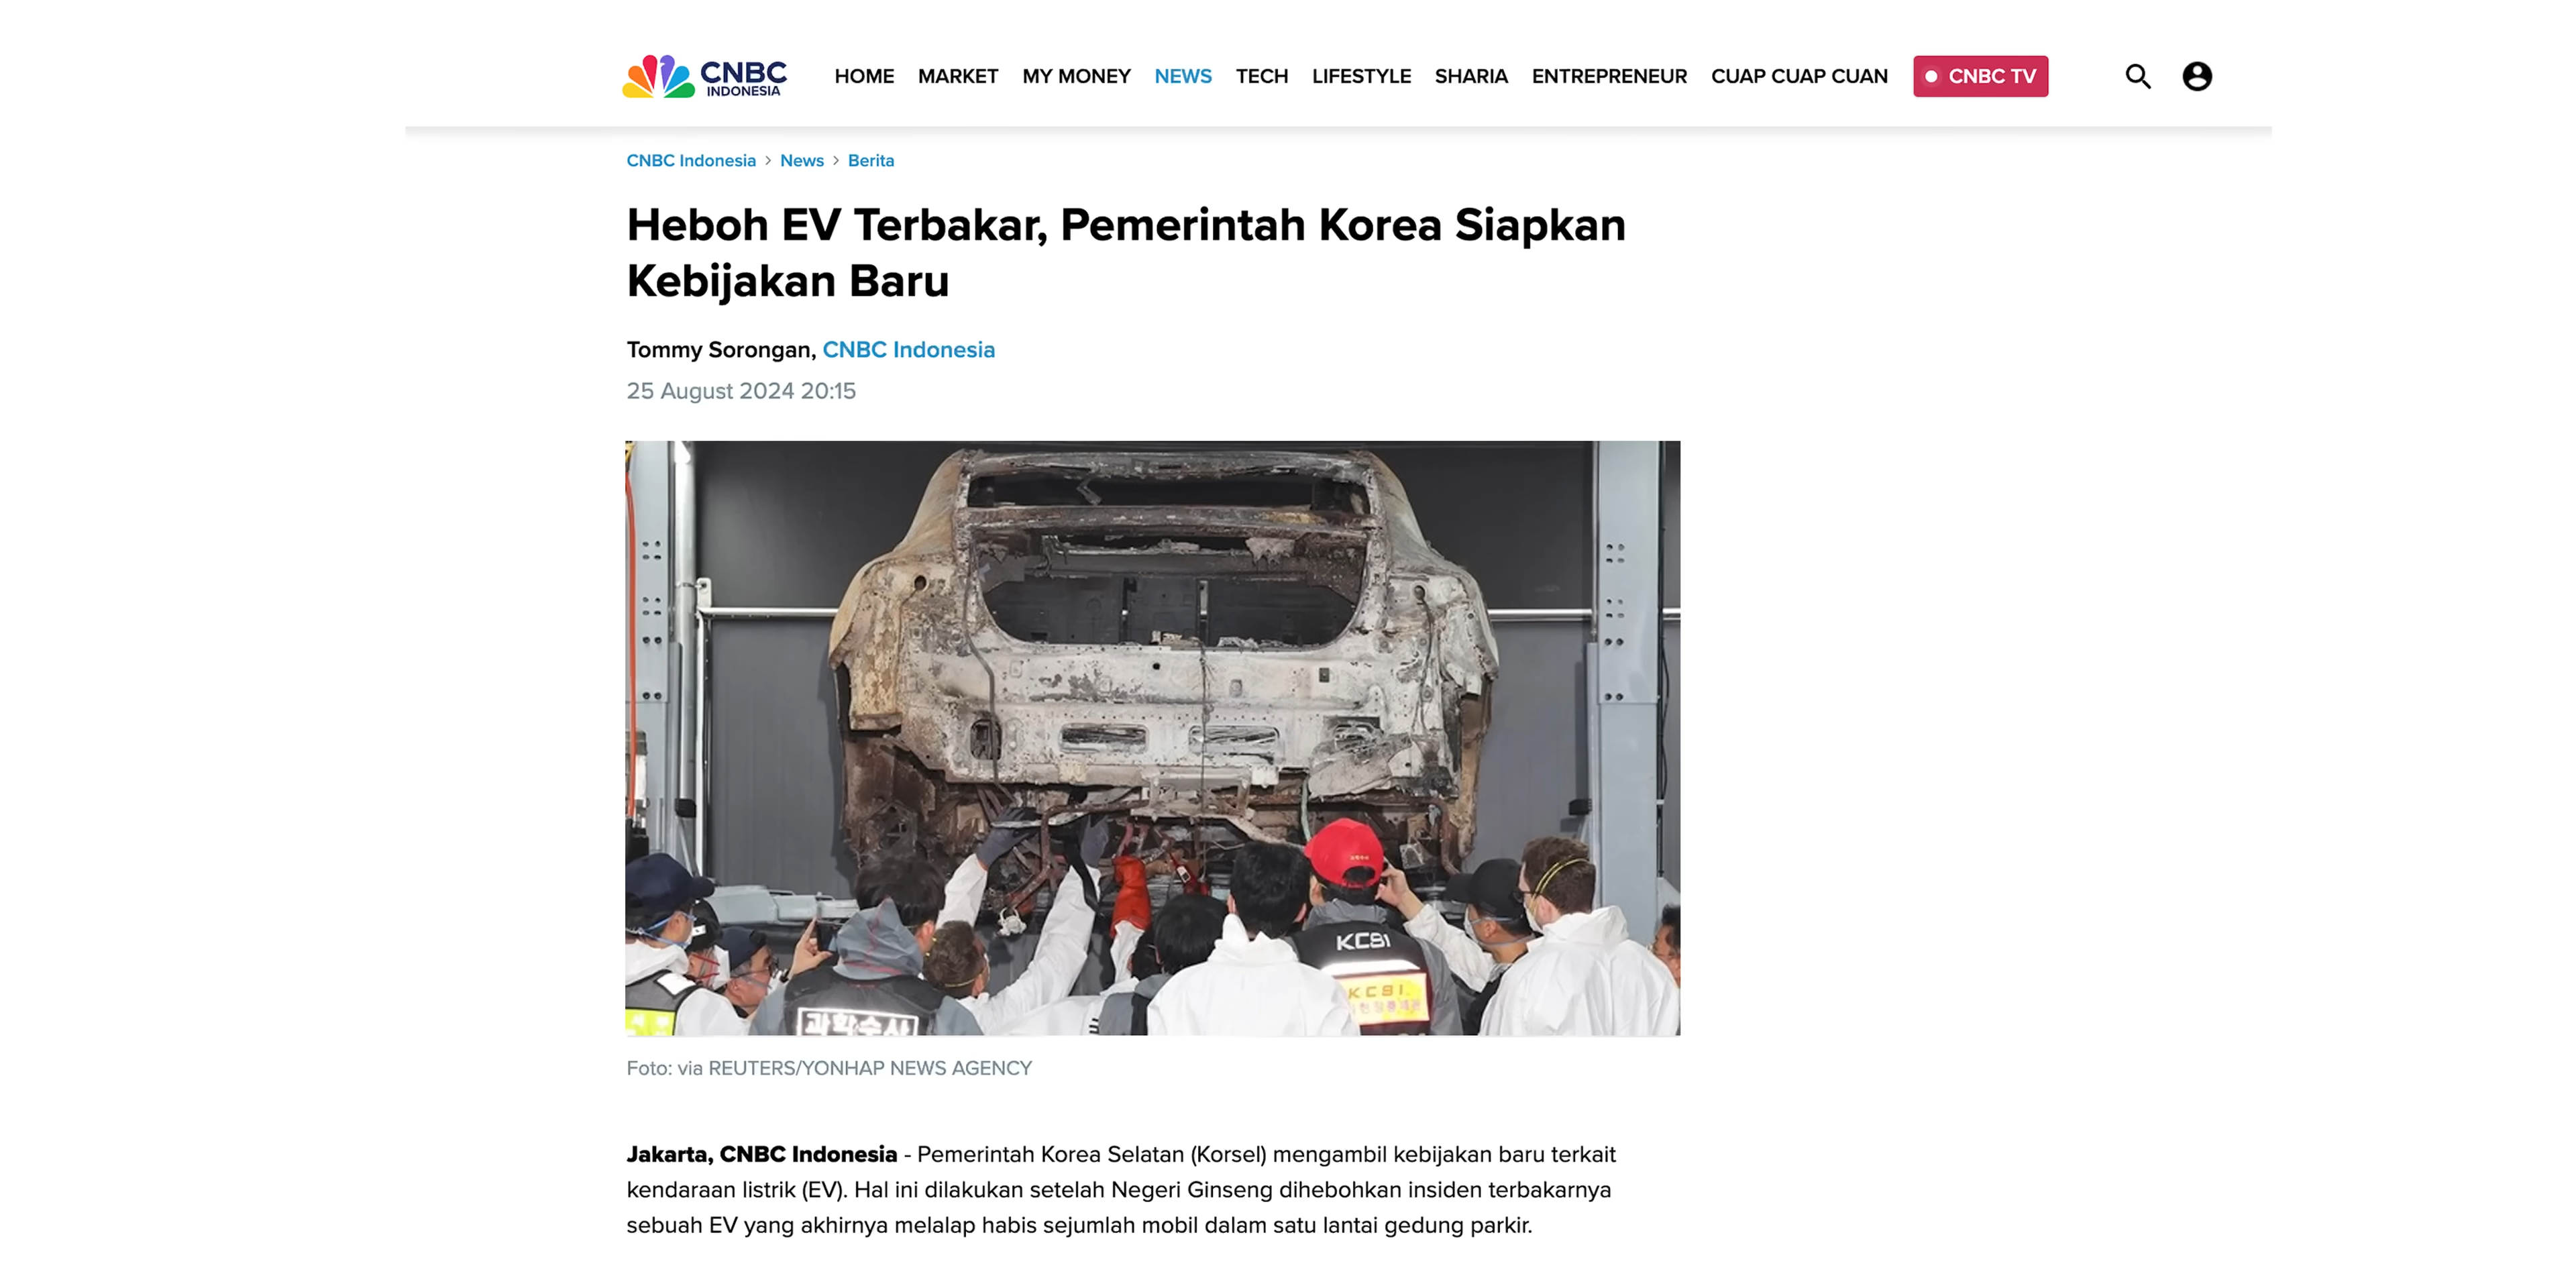 CNBC
INDONESIA
HOME MARKET MY MONEY NEWS TECH LIFESTYLE SHARIA ENTREPRENEUR CUAP CUAP CUAN CNBC TV
CNBC Indonesia > News > Berita
Heboh EV Terbakar, Pemerintah Korea Siapkan
Kebijakan Baru
Tommy Sorongan, CNBC Indonesia
25 August 2024 20:15
KCSI
KCSI
과학수사
Foto: via REUTERS/YONHAP NEWS AGENCY
Jakarta, CNBC Indonesia - Pemerintah Korea Selatan (Korsel) mengambil kebijakan baru terkait
kendaraan listrik (EV). Hal ini dilakukan setelah Negeri Ginseng dihebohkan insiden terbakarnya
sebuah EV yang akhirnya melalap habis sejumlah mobil dalam satu lantai gedung parkir.